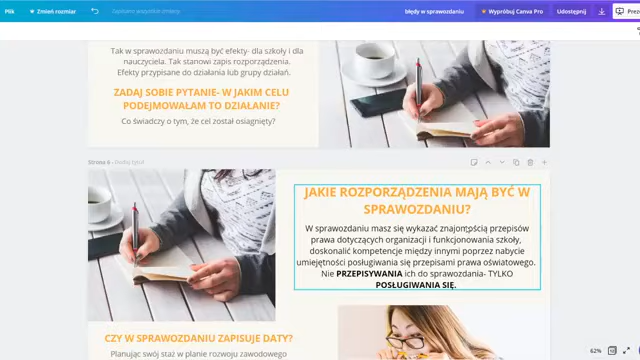 Plik
Zmień rozmiar
Zapisano wszystkie zmiany
błędy w sprawozdaniu
Wypróbuj Canva Pro
Udostępnij
Prez
Tak w sprawozdaniu muszą być efekty- dla szkoły i dla
nauczyciela. Tak stanowi zapis rozporządzenia.
Efekty przypisane do działania lub grupy działań.
ZADAJ SOBIE PYTANIE- W JAKIM CELU
PODEJMOWAŁAM TO DZIAŁANIE?
Co świadczy o tym, że cel został osiągnięty?
Strona 6 - Dodaj tytuł
JAKIE ROZPORZĄDZENIA MAJĄ BYĆ W
SPRAWOZDANIU?
W sprawozdaniu masz się wykazać znajomością przepisów
prawa dotyczących organizacji i funkcjonowania szkoły,
doskonalić kompetencje między innymi poprzez nabycie
umiejętności posługiwania się przepisami prawa oświatowego.
Nie PRZEPISYWANIA ich do sprawozdania- TYLKO
POSŁUGIWANIA SIĘ.
CZY W SPRAWOZDANIU ZAPISUJE DATY?
Planując swój staż w planie rozwoju zawodowego
62%